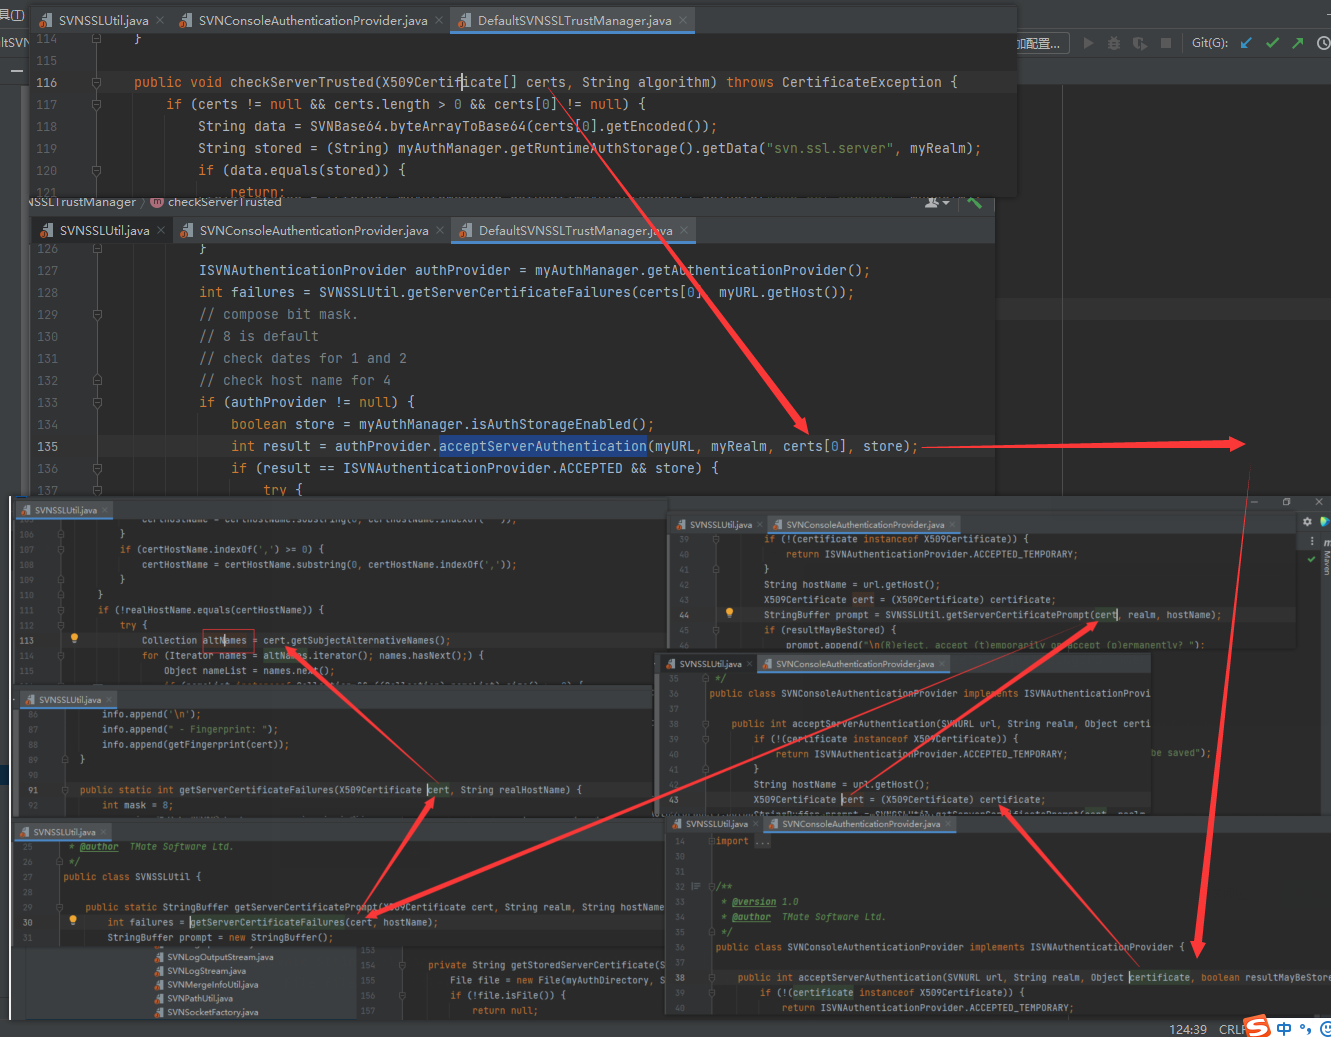 具(T)
SVNSSLUtil.java
SVNConsoleAuthenticationProvider.java
DefaultSVNSSLTrustManager.java
加配置...
Git(G):
114 }
115
116 public void checkServerTrusted(X509Certificate[] certs, String algorithm) throws CertificateException {
117 if (certs != null && certs.length > 0 && certs[0] != null) {
118 String data = SVNBase64.byteArrayToBase64(certs[0].getEncoded());
119 String stored = (String) myAuthManager.getRuntimeAuthStorage().getData("svn.ssl.server", myRealm);
120 if (data.equals(stored)) {
121 return;
NSSLTrustManager
checkServerTrusted
SVNSSLUtil.java
SVNConsoleAuthenticationProvider.java
DefaultSVNSSLTrustManager.java
126 }
127 ISVNAuthenticationProvider authProvider = myAuthManager.getAuthenticationProvider();
128 int failures = SVNSSLUtil.getServerCertificateFailures(certs[0] myURL.getHost());
129 // compose bit mask.
130 // 8 is default
131 // check dates for 1 and 2
132 // check host name for 4
133 if (authProvider != null) {
134 boolean store = myAuthManager.isAuthStorageEnabled();
135 int result = authProvider.acceptServerAuthentication(myURL, myRealm, certs[0], store);
136 if (result == ISVNAuthenticationProvider.ACCEPTED && store) {
137 try {
SVNSSLUtil.java
106 }
107 if (certHostName.indexOf(',') >= 0) {
108 certHostName = certHostName.substring(0, certHostName.indexOf(','));
109 }
110 }
111 if (!realHostName.equals(certHostName)) {
112 try {
113 Collection altNames = cert.getSubjectAlternativeNames();
114 for (Iterator names = altNames.iterator(); names.hasNext();) {
115 Object nameList = names.next();
SVNSSLUtil.java
SVNConsoleAuthenticationProvider.java
39 if (!(certificate instanceof X509Certificate)) {
40 return ISVNAuthenticationProvider.ACCEPTED_TEMPORARY;
41 }
42 String hostName = url.getHost();
43 X509Certificate cert = (X509Certificate) certificate;
44 StringBuffer prompt = SVNSSLUtil.getServerCertificatePrompt(cert, realm, hostName);
45 if (resultMayBeStored) {
46 prompt.append("\n(R)eject, accept (t)emporarily or accept (p)ermanently? ");
Maven
SVNSSLUtil.java
SVNConsoleAuthenticationProvider.java
35 */
36 public class SVNConsoleAuthenticationProvider implements ISVNAuthenticationProvi
37
38 public int acceptServerAuthentication(SVNURL url, String realm, Object certi
39 if (!(certificate instanceof X509Certificate)) {
40 return ISVNAuthenticationProvider.ACCEPTED_TEMPORARY;
be saved");
41 }
42 String hostName = url.getHost();
43 X509Certificate cert = (X509Certificate) certificate;
SVNSSLUtil.java
86 info.append('\n');
87 info.append(" - Fingerprint: ");
88 info.append(getFingerprint(cert));
89 }
90
91 public static int getServerCertificateFailures(X509Certificate cert, String realHostName) {
92 int mask = 8;
SVNSSLUtil.java
25 * @author TMate Software Ltd.
26 */
27 public class SVNSSLUtil {
28
29 public static StringBuffer getServerCertificatePrompt(X509Certificate cert, String realm, String hostName
30 int failures = getServerCertificateFailures(cert, hostName);
31 StringBuffer prompt = new StringBuffer();
SVNSSLUtil.java
SVNConsoleAuthenticationProvider.java
14 import ...
30
31
32 /**
33 * @version 1.0
34 * @author TMate Software Ltd.
35 */
36 public class SVNConsoleAuthenticationProvider implements ISVNAuthenticationProvider {
37
38 public int acceptServerAuthentication(SVNURL url, String realm, Object certificate, boolean resultMayBeStore
39 if (!(certificate instanceof X509Certificate)) {
40 return ISVNAuthenticationProvider.ACCEPTED_TEMPORARY;
SVNLogOutputStream.java
SVNLogStream.java
SVNMergeInfoUtil.java
SVNPathUtil.java
SVNSocketFactory.java
153
154 private String getStoredServerCertificate(S
155 File file = new File(myAuthDirectory, S
156 if (!file.isFile()) {
157 return null;
124:39
CRLF
中